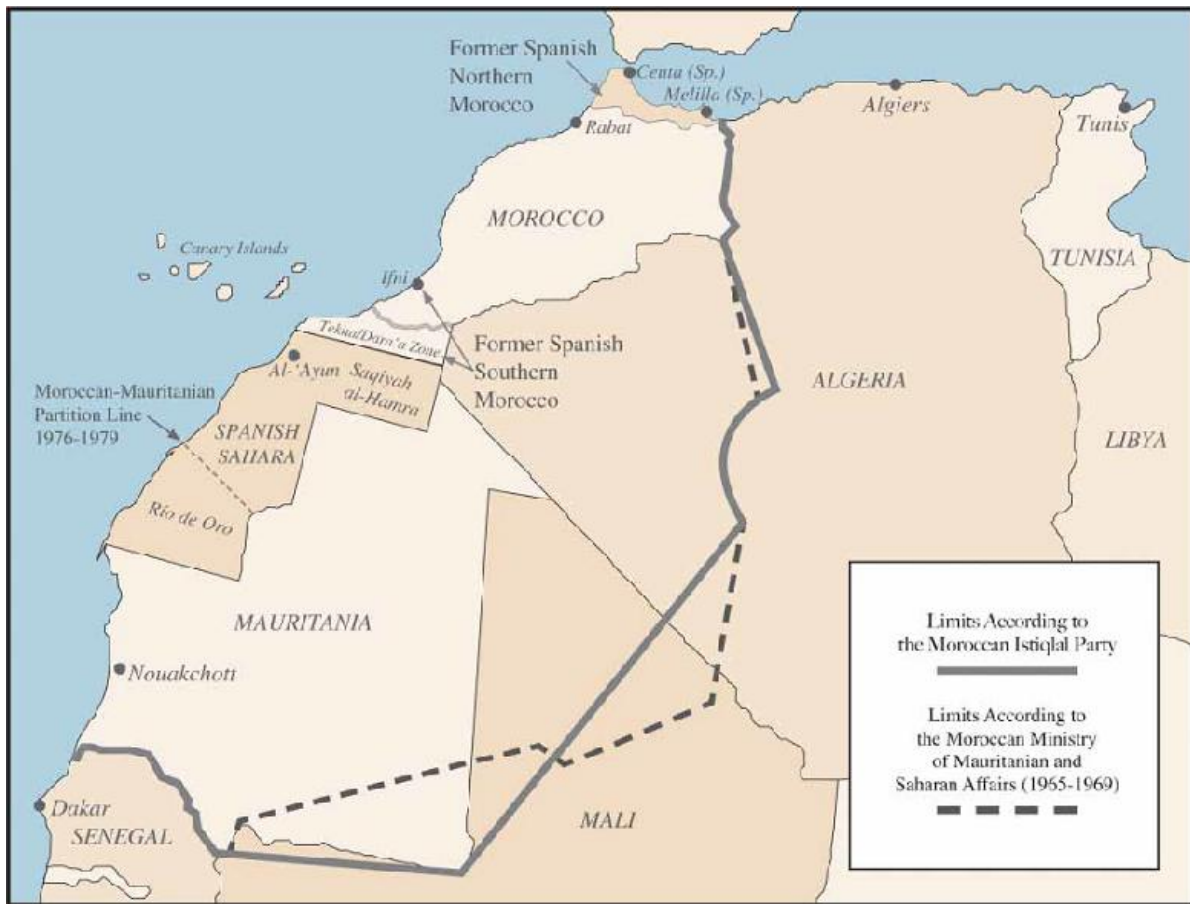 Former Spanish
Northern
Morocco
Ceuta (Sp.)
Melilla (Sp.)
Algiers
Tunis
Rabat
MOROCCO
Canary Islands
TUNISIA
Ifni
Tekna/Dara'a Zone
Former Spanish
Southern
Morocco
Al-'Ayun
Saqiyah
al-Hamra
ALGERIA
Moroccan-Mauritanian
Partition Line
1976-1979
SPANISH
SAHARA
LIBYA
Río de Oro
MAURITANIA
Nouakchott
Limits According to
the Moroccan Istiqlal Party
Limits According to
the Moroccan Ministry
of Mauritanian and
Saharan Affairs (1965-1969)
Dakar
SENEGAL
MALI